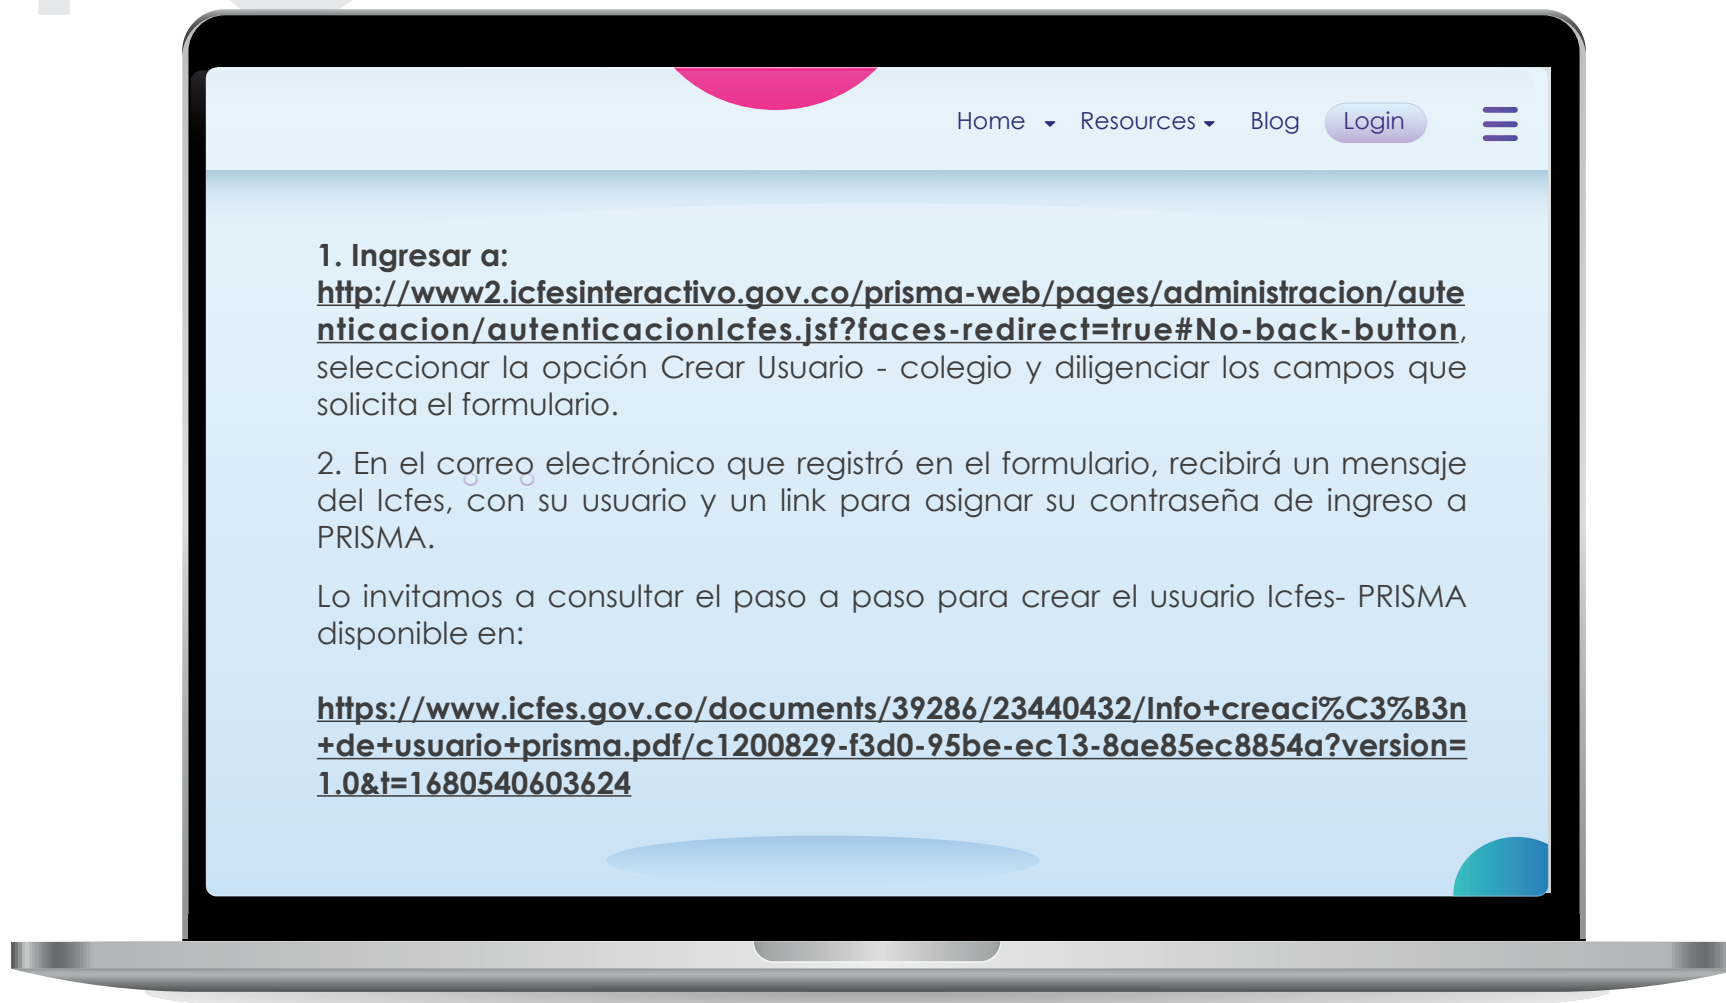 Home Resources Blog Login
1. Ingresar a:
http://www2.icfesinteractivo.gov.co/prisma-web/pages/administracion/aute
nticacion/autenticacionIcfes.jsf?faces-redirect=true#No-back-button,
seleccionar la opción Crear Usuario - colegio y diligenciar los campos que
solicita el formulario.
2. En el correo electrónico que registró en el formulario, recibirá un mensaje
del Icfes, con su usuario y un link para asignar su contraseña de ingreso a
PRISMA.
Lo invitamos a consultar el paso a paso para crear el usuario Icfes- PRISMA
disponible en:
https://www.icfes.gov.co/documents/39286/23440432/Info+creaci%C3%B3n
+de+usuario+prisma.pdf/c1200829-f3d0-95be-ec13-8ae85ec8854a?version=
1.0&t=1680540603624